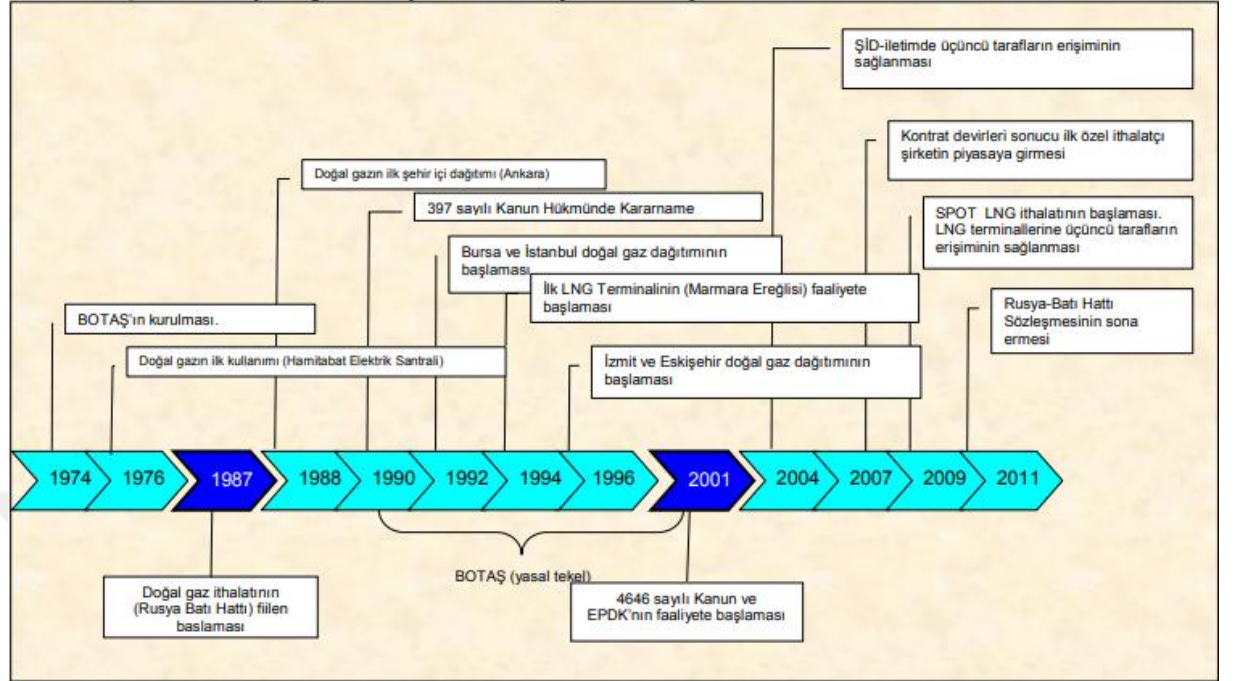 ŞİD-iletimde üçüncü tarafların erişiminin
sağlanması
Kontrat devirleri sonucu ilk özel ithalatçı
şirketin piyasaya girmesi
Doğal gazın ilk şehir içi dağıtımı (Ankara)
397 sayılı Kanun Hükmünde Kararname
SPOT LNG ithalatının başlaması.
LNG terminallerine üçüncü tarafların
erişiminin sağlanması
Bursa ve İstanbul doğal gaz dağıtımının
başlaması
İlk LNG Terminalinin (Marmara Ereğlisi) faaliyete
başlaması
Rusya-Batı Hattı
Sözleşmesinin sona
ermesi
BOTAŞ'ın kurulması.
Doğal gazın ilk kullanımı (Hamitabat Elektrik Santrali)
İzmit ve Eskişehir doğal gaz dağıtımının
başlaması
1974 1976 1987 1988 1990 1992 1994 1996 2001 2004 2007 2009 2011
BOTAŞ (yasal tekel)
Doğal gaz ithalatının
(Rusya Batı Hattı) fiilen
başlaması
4646 sayılı Kanun ve
EPDK'nın faaliyete başlaması